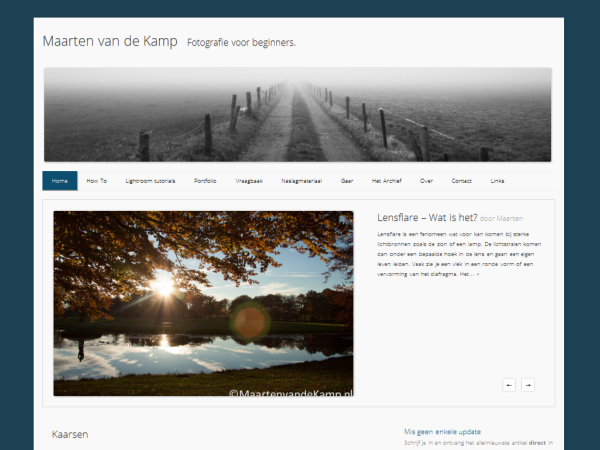 Maarten van de Kamp Fotografie voor beginners.
Home How To Lightroom tutorials Portfolio Vraagbaak Naslagmateriaal Gear Het Archief Over Contact Links
Lensflare – Wat is het? door Maarten
Lensflare is een fenomeen wat voor kan komen bij sterke
lichtbronnen zoals de zon of een lamp. De lichtstralen komen
dan onder een bepaalde hoek in de lens en gaan een eigen
leven leiden. Vaak zie je een vlek in een ronde vorm of een
vervorming van het diafragma. Het... »
©MaartenvandeKamp.nl
← →
Kaarsen
Mis geen enkele update
Schrijf je in en ontvang het allernieuwste artikel direct in